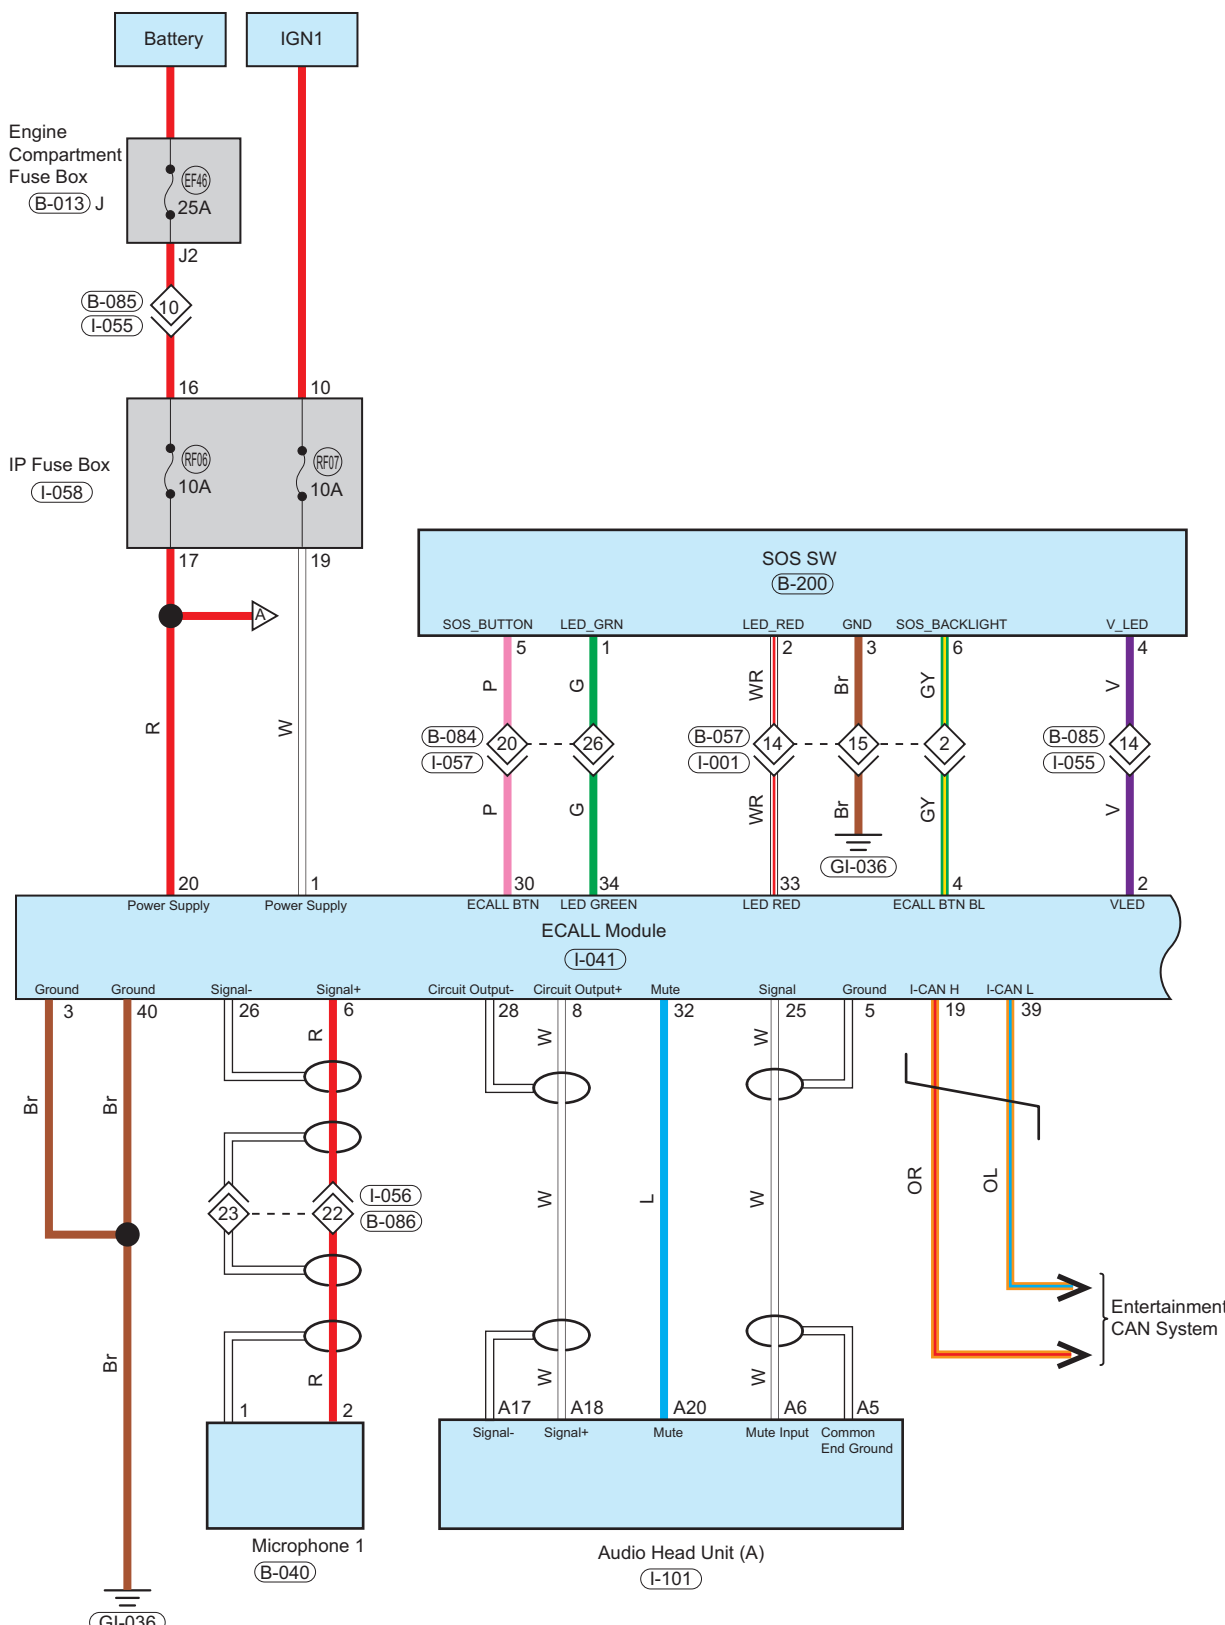 Battery
IGN1
Engine
Compartment
Fuse Box
B-013 J
EF46
25A
J2
B-085
I-055
10
16
10
IP Fuse Box
I-058
RF06
10A
RF07
10A
17
19
A
R
W
SOS SW
B-200
SOS_BUTTON LED_GRN LED_RED GND SOS_BACKLIGHT V_LED
5 1 2 3 6 4
P G WR Br GY V
B-084
I-057
20 26
B-057
I-001
14 15 2
B-085
I-055
14
P G WR Br GY V
GI-036
20 1 30 34 33 4 2
Power Supply Power Supply ECALL BTN LED GREEN LED RED ECALL BTN BL VLED
ECALL Module
I-041
Ground Ground Signal- Signal+ Circuit Output- Circuit Output+ Mute Signal Ground I-CAN H I-CAN L
3 40 26 6 28 8 32 25 5 19 39
R W W
Br Br
I-056
B-086
23 22
W L W OR OL
Entertainment
CAN System
Br R W W
1 2 A17 A18 A20 A6 A5
Signal- Signal+ Mute Mute Input Common
End Ground
Microphone 1
B-040
Audio Head Unit (A)
I-101
GI-036